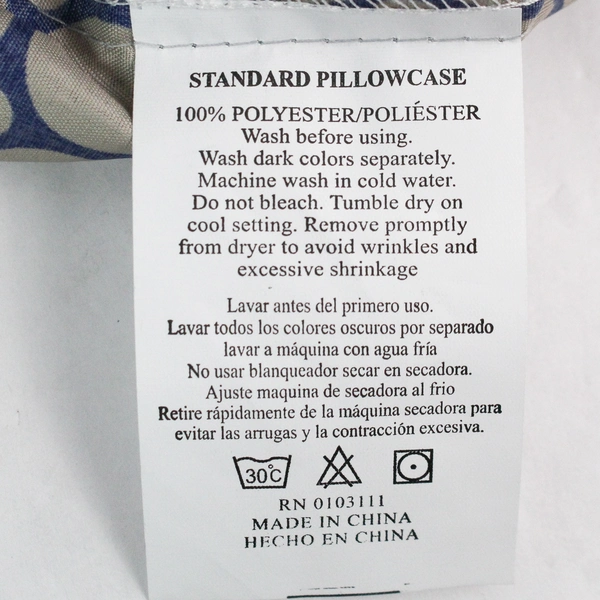 STANDARD PILLOWCASE
100% POLYESTER/POLIÉSTER
Wash before using.
Wash dark colors separately.
Machine wash in cold water.
Do not bleach. Tumble dry on
cool setting. Remove promptly
from dryer to avoid wrinkles and
excessive shrinkage
Lavar antes del primero uso.
Lavar todos los colores oscuros por separado
lavar a máquina con agua fría
No usar blanqueador secar en secadora.
Ajuste maquina de secadora al frio
Retire rápidamente de la máquina secadora para
evitar las arrugas y la contracción excesiva.
30°C
RN 0103111
MADE IN CHINA
HECHO EN CHINA